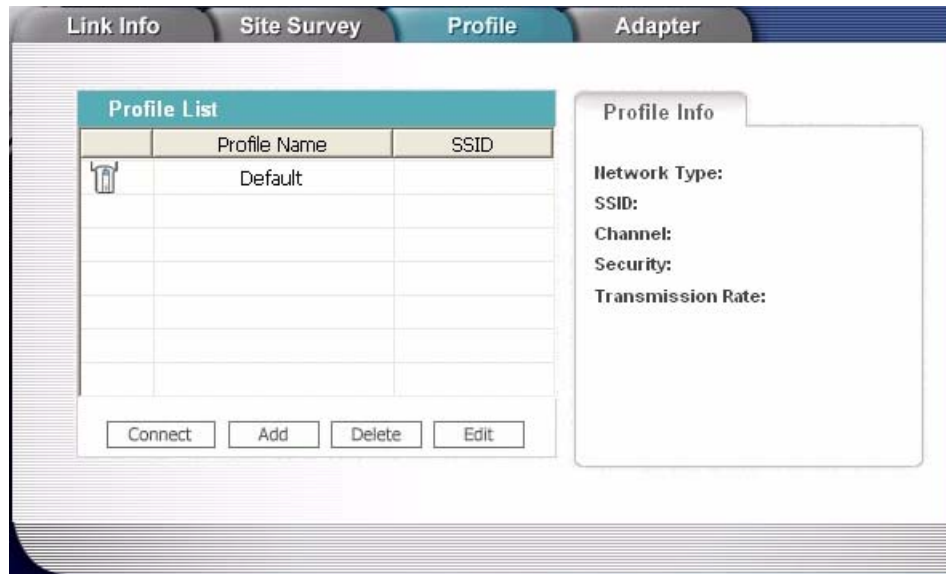 Link Info Site Survey Profile Adapter
Profile List
Profile Name SSID
Default
Connect Add Delete Edit
Profile Info
Network Type:
SSID:
Channel:
Security:
Transmission Rate: